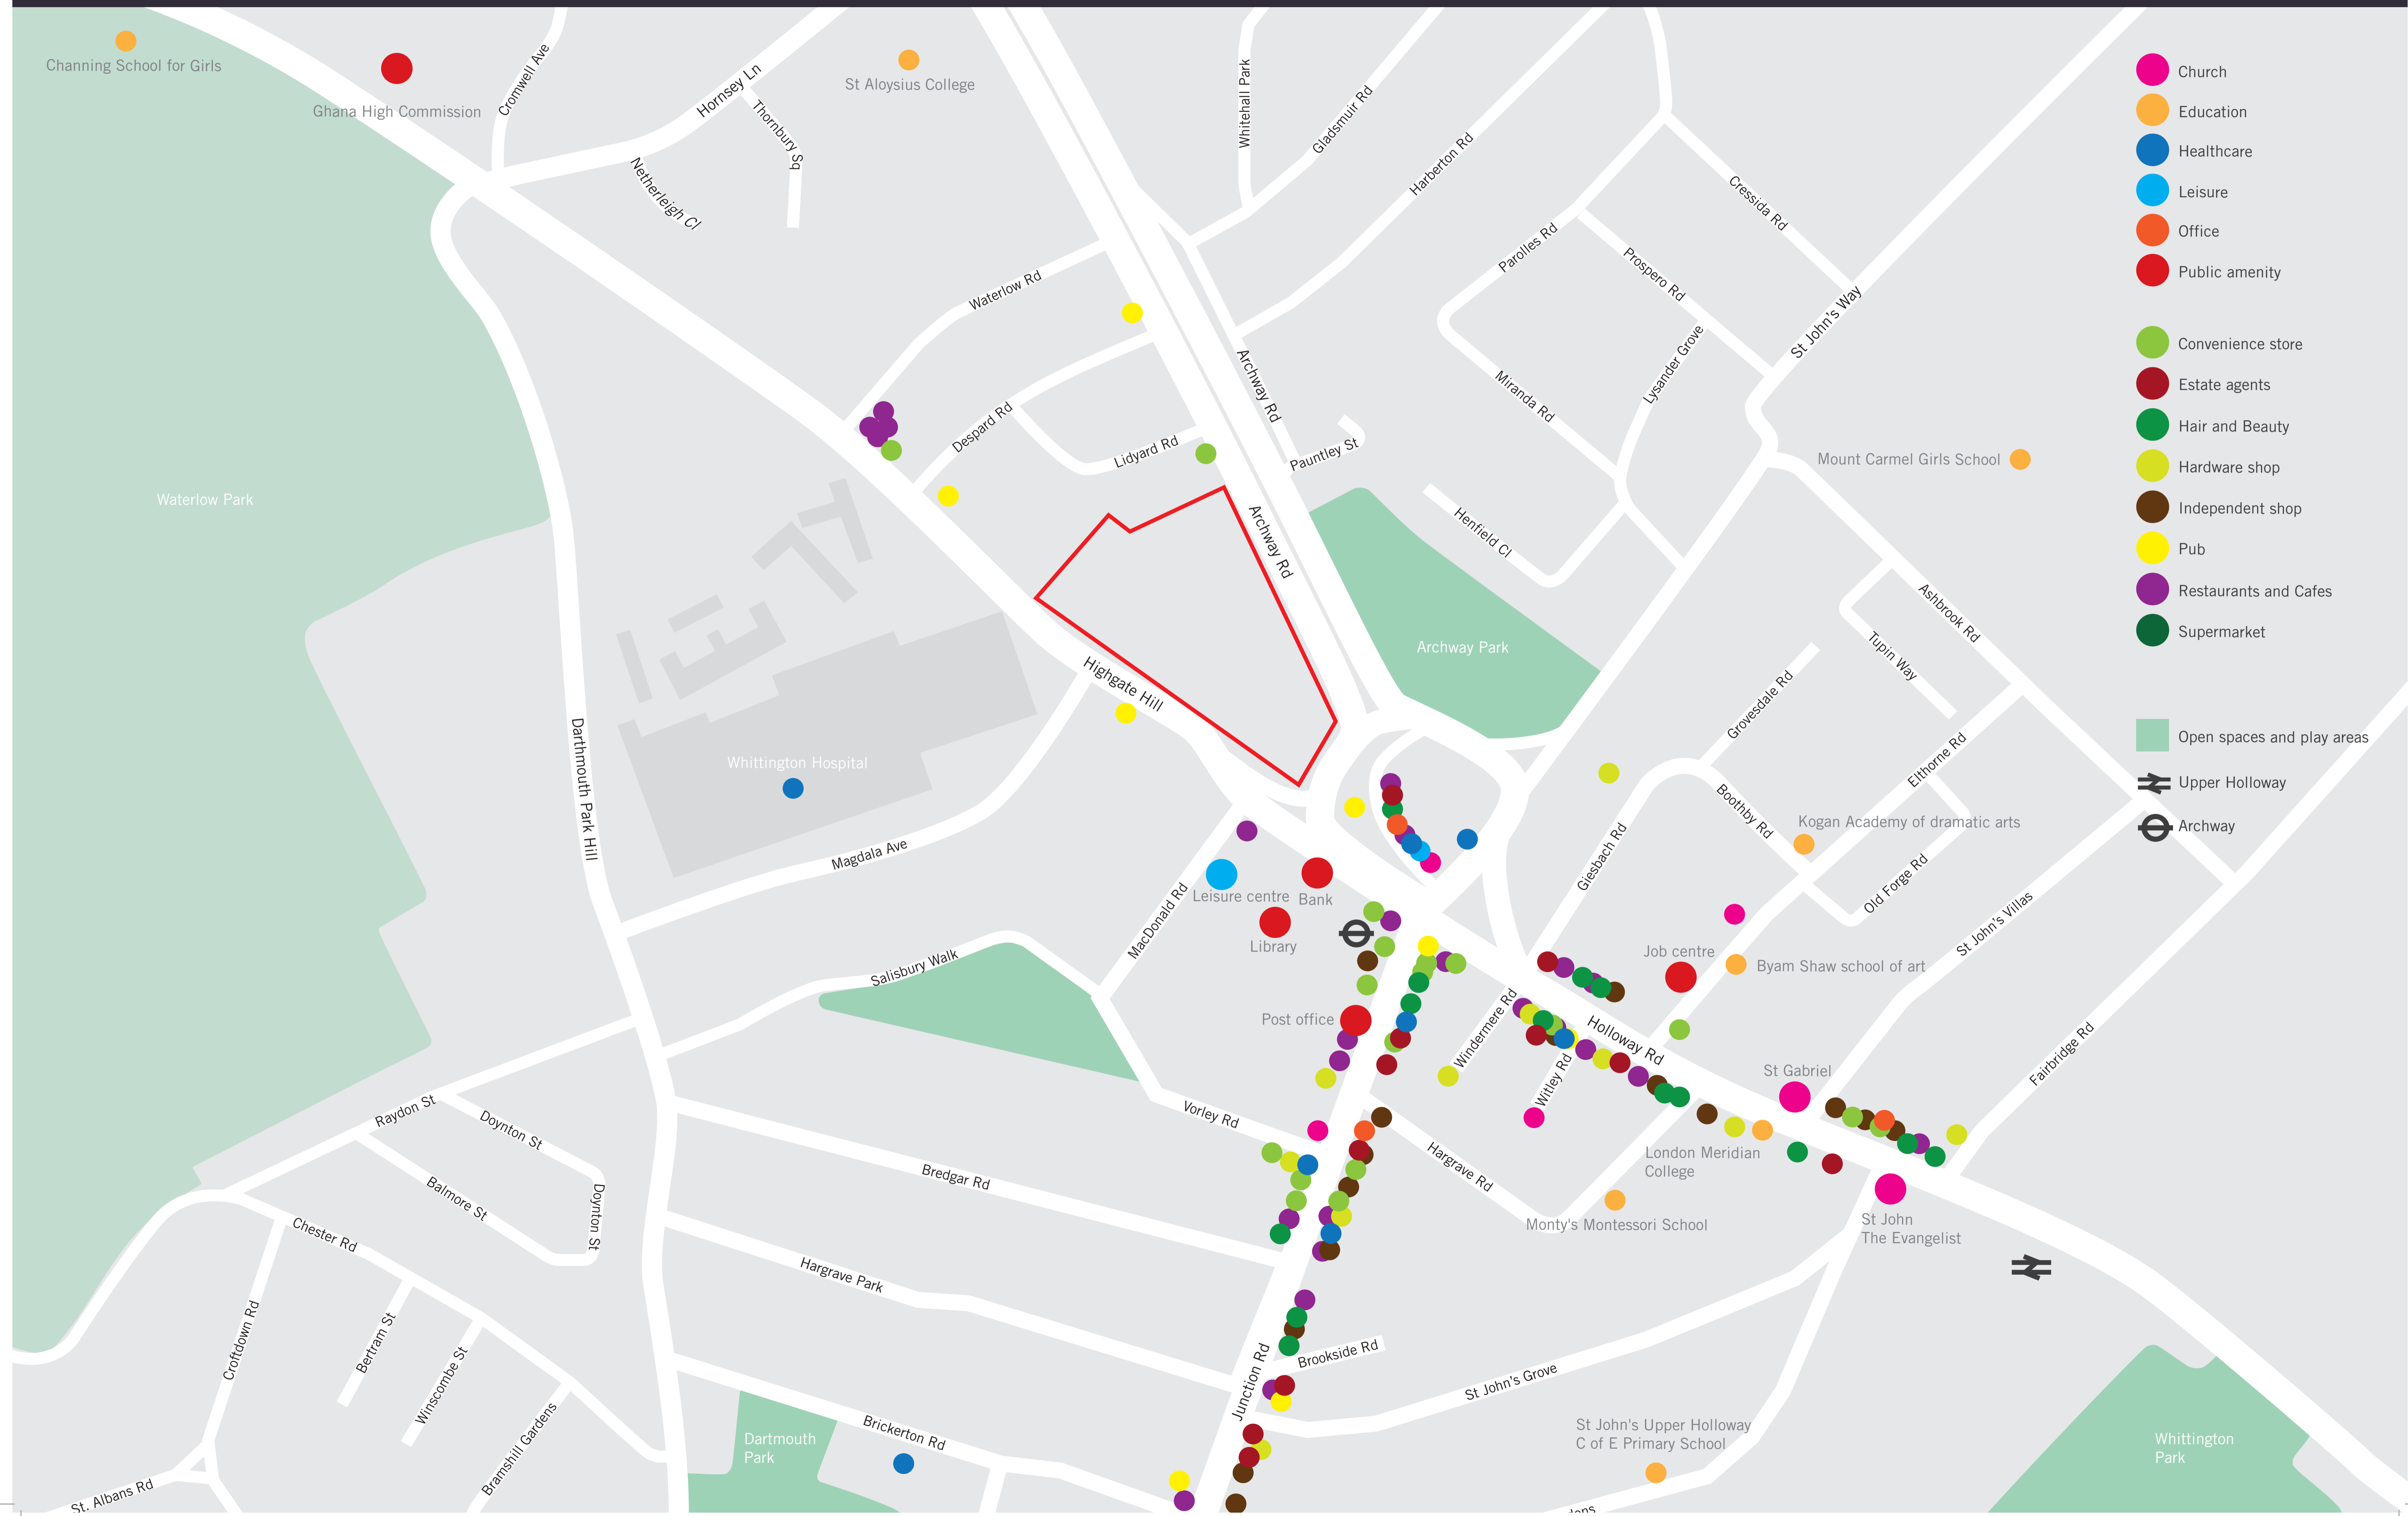 Channing School for Girls
Ghana High Commission
Cromwell Ave
Hornsey Ln
Thornbury Sq
Netherleigh Cl
St Aloysius College
Whitehall Park
Gladsmuir Rd
Harberton Rd
Cressida Rd
Parolles Rd
Prospero Rd
St John's Way
Lysander Grove
Miranda Rd
Waterlow Rd
Despard Rd
Lidyard Rd
Archway Rd
Pauntley St
Archway Rd
Henfield Cl
Mount Carmel Girls School
Waterlow Park
Archway Park
Ashbrook Rd
Tupin Way
Grovesdale Rd
Elthorne Rd
Boothby Rd
Kogan Academy of dramatic arts
Giesbach Rd
Old Forge Rd
St John's Villas
Highgate Hill
Whittington Hospital
Darthmouth Park Hill
Magdala Ave
MacDonald Rd
Leisure centre
Bank
Library
Salisbury Walk
Job centre
Byam Shaw school of art
Post office
Windermere Rd
Holloway Rd
Witley Rd
St Gabriel
Fairbridge Rd
Vorley Rd
Raydon St
Doynton St
Doynton St
Balmore St
Bredgar Rd
Hargrave Rd
London Meridian
College
Monty's Montessori School
St John
The Evangelist
Chester Rd
Hargrave Park
Croftdown Rd
Bertram St
Winscombe St
Bramshill Gardens
St. Albans Rd
Junction Rd
Brookside Rd
St John's Grove
Brickerton Rd
Dartmouth
Park
St John's Upper Holloway
C of E Primary School
Whittington
Park
Church
Education
Healthcare
Leisure
Office
Public amenity
Convenience store
Estate agents
Hair and Beauty
Hardware shop
Independent shop
Pub
Restaurants and Cafes
Supermarket
Open spaces and play areas
Upper Holloway
Archway